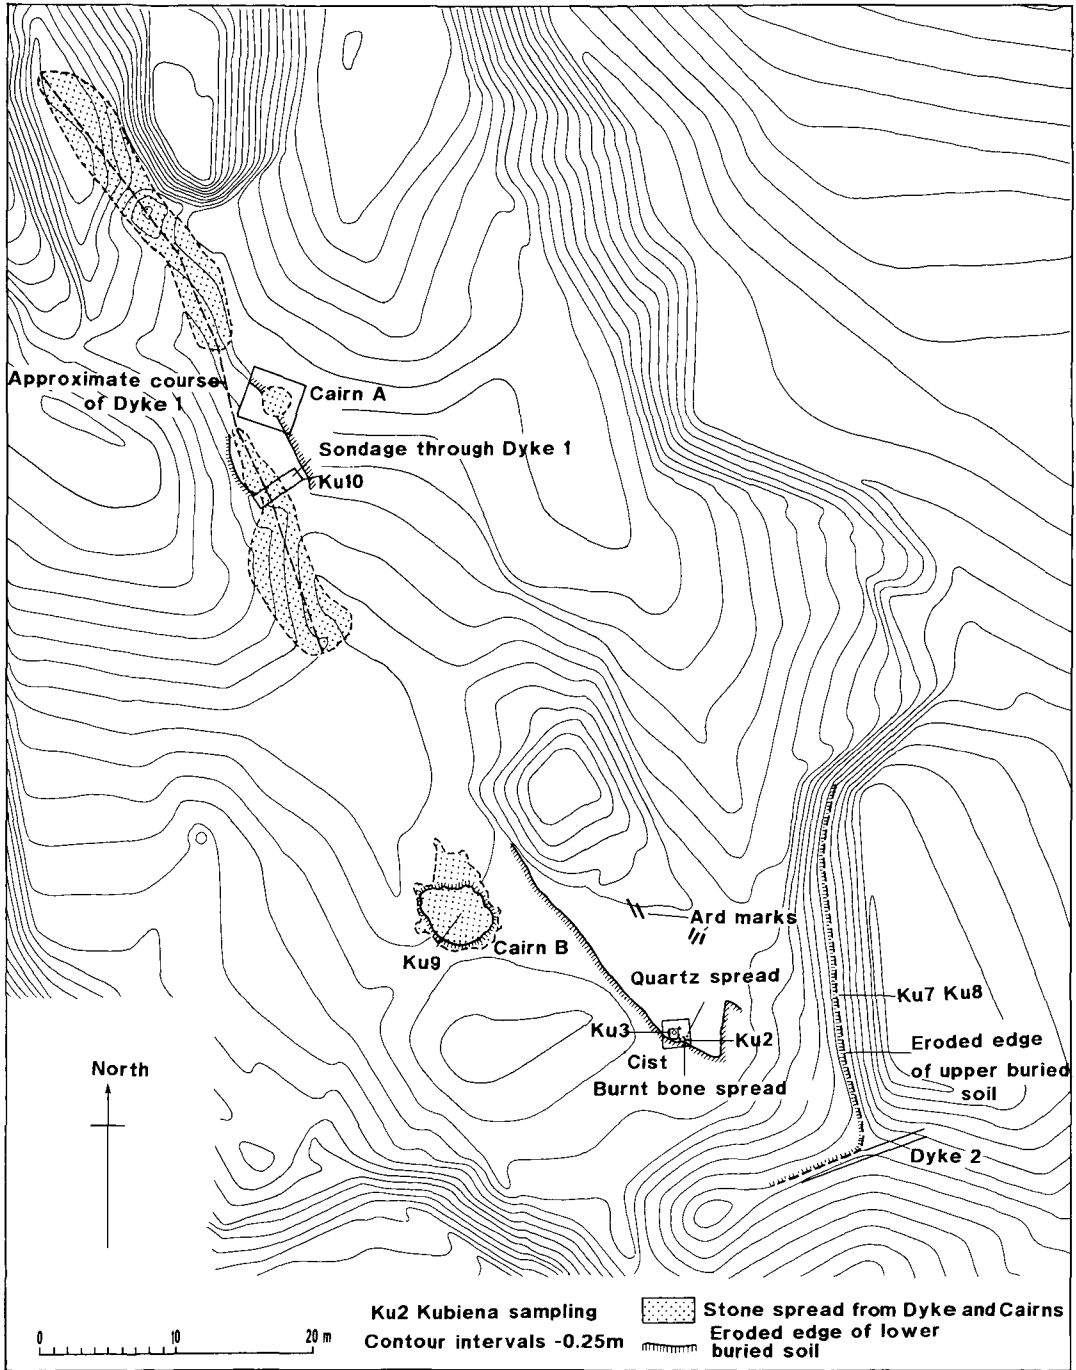 Approximate course
of Dyke 1
Cairn A
Sondage through Dyke 1
Ku10
Ard marks
Cairn B
Ku9
Quartz spread
Ku7 Ku8
Ku3
Ku2
Cist
Burnt bone spread
Eroded edge
of upper buried
soil
North
Dyke 2
Ku2 Kubiena sampling
Contour intervals -0.25m
0 10 20 m
Stone spread from Dyke and Cairns
Eroded edge of lower
buried soil